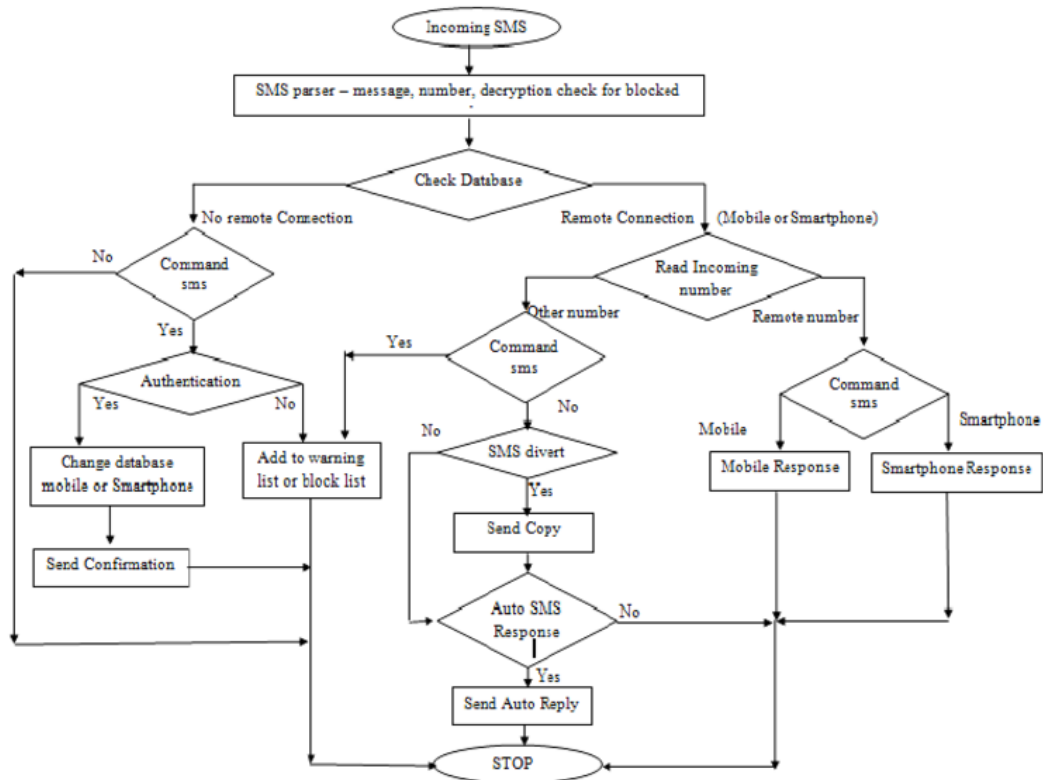 Incoming SMS
SMS parser – message, number, decryption check for blocked
.
Check Database
No remote Connection
Remote Connection
(Mobile or Smartphone)
No
Command
sms
Read Incoming
number
Other number
Remote number
Yes
Yes
Command
sms
Command
sms
Authentication
Yes
No
No
No
Mobile
Smartphone
Change database
mobile or Smartphone
Add to warning
list or block list
SMS divert
Mobile Response
Smartphone Response
Yes
Send Copy
Send Confirmation
Auto SMS
Response
No
Yes
Send Auto Reply
STOP